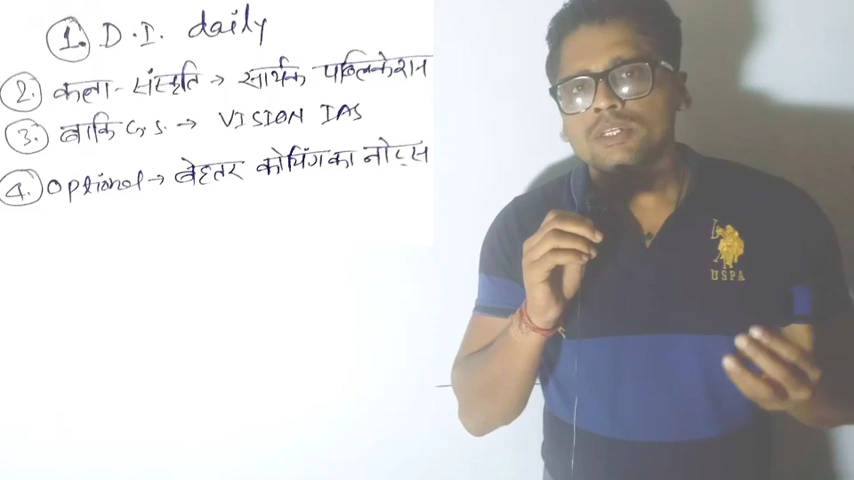 1. D.I. daily
2. कला-संस्कृति → सार्थक पब्लिकेशन
3. बाकि G.S. → VISION IAS
4. Optional → बेहतर कोचिंग का नोट्स
USPA